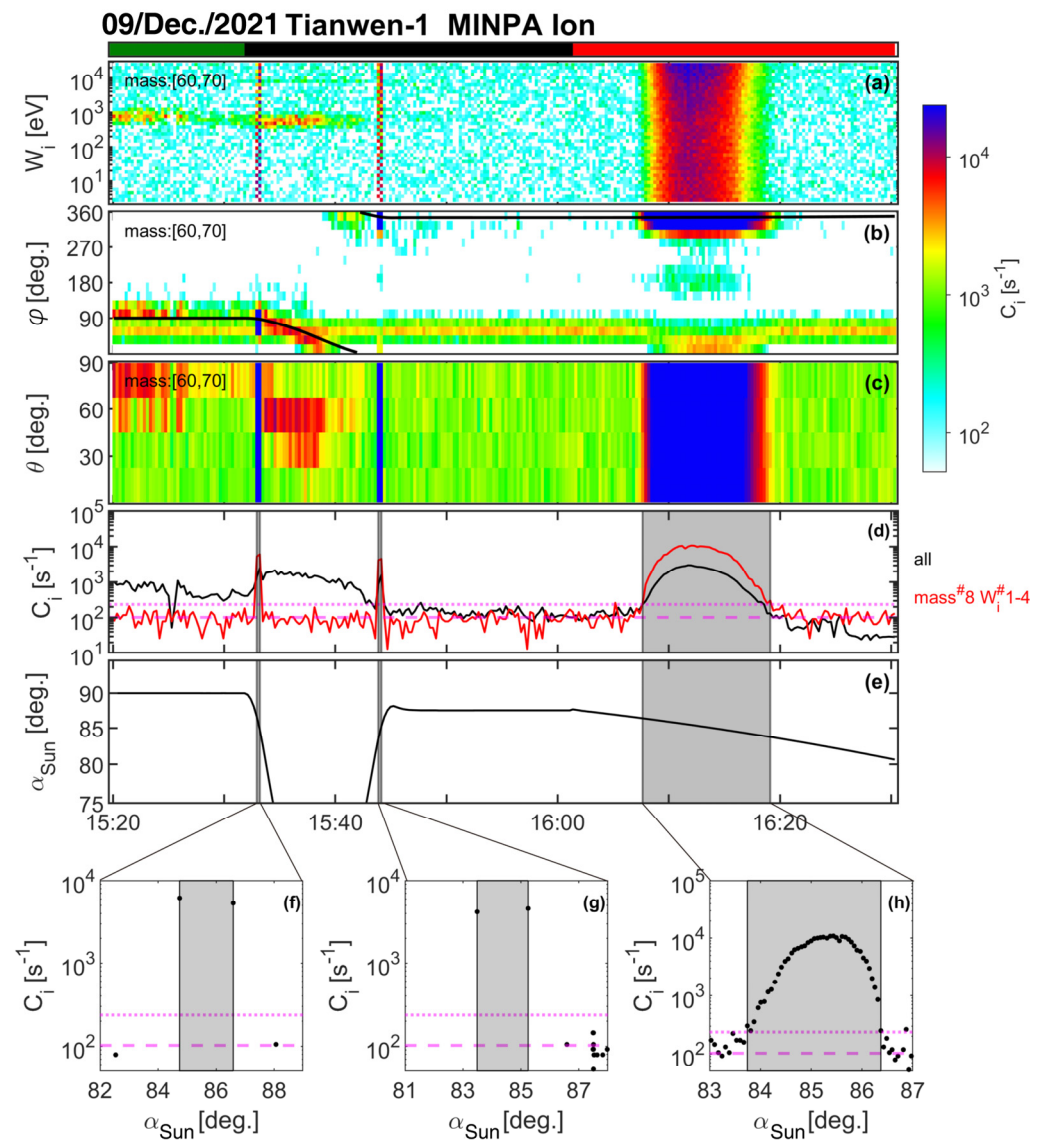 09/Dec./2021 Tianwen-1 MINPA Ion
mass:[60,70]
(a)
W_i [eV]
10^4
10^3
10^2
10^1
mass:[60,70]
(b)
φ [deg.]
360
270
180
90
mass:[60,70]
(c)
θ [deg.]
90
60
30
5
C_i [s^-1]
10^4
10^3
10^2
(d)
C_i [s^-1]
10^5
10^4
10^3
10^2
10^1
all
mass^#8 W_i^#1-4
(e)
α_Sun [deg.]
90
85
80
75
15:20 15:40 16:00 16:20
(f)
C_i [s^-1]
10^4
10^3
10^2
82 84 86 88
α_Sun [deg.]
(g)
C_i [s^-1]
10^4
10^3
10^2
81 83 85 87
α_Sun [deg.]
(h)
C_i [s^-1]
10^5
10^4
10^3
10^2
83 84 85 86 87
α_Sun [deg.]